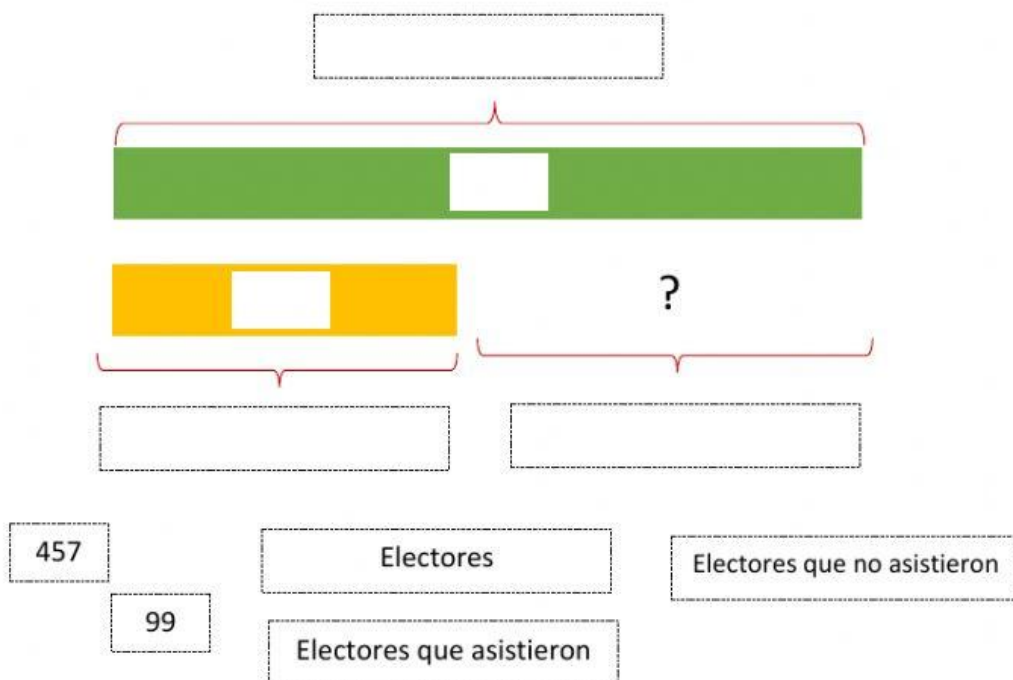 ?
457
Electores
Electores que no asistieron
99
Electores que asistieron